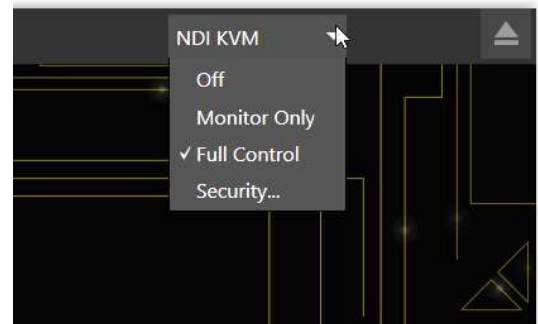 NDI KVM
Off
Monitor Only
✓ Full Control
Security...